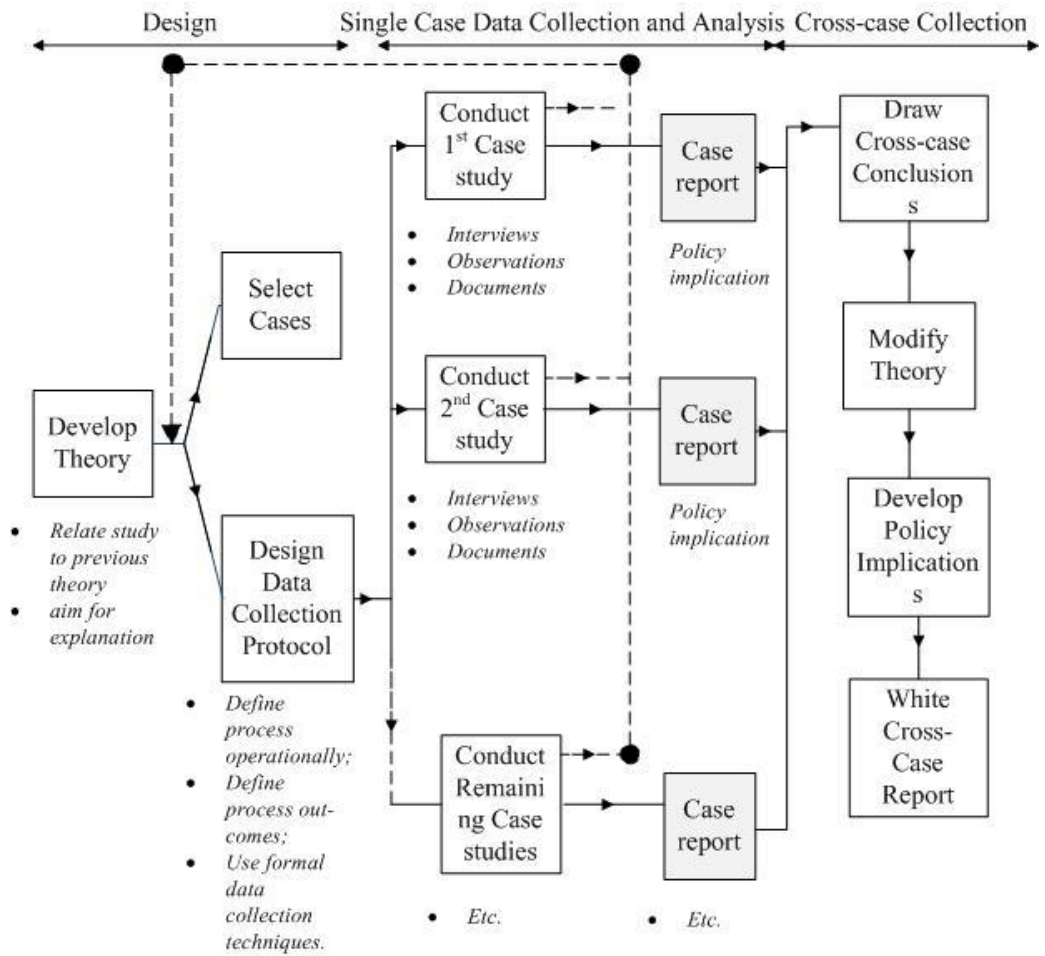 Design
Single Case Data Collection and Analysis
Cross-case Collection
Develop
Theory
• Relate study
to previous
theory
• aim for
explanation
Select
Cases
Design
Data
Collection
Protocol
• Define
process
operationally;
• Define
process out-
comes;
• Use formal
data
collection
techniques.
Conduct
1st Case
study
• Interviews
• Observations
• Documents
Conduct
2nd Case
study
• Interviews
• Observations
• Documents
Conduct
Remaini
ng Case
studies
• Etc.
Case
report
Policy
implication
Case
report
Policy
implication
Case
report
• Etc.
Draw
Cross-case
Conclusion
s
Modify
Theory
Develop
Policy
Implication
s
White
Cross-
Case
Report